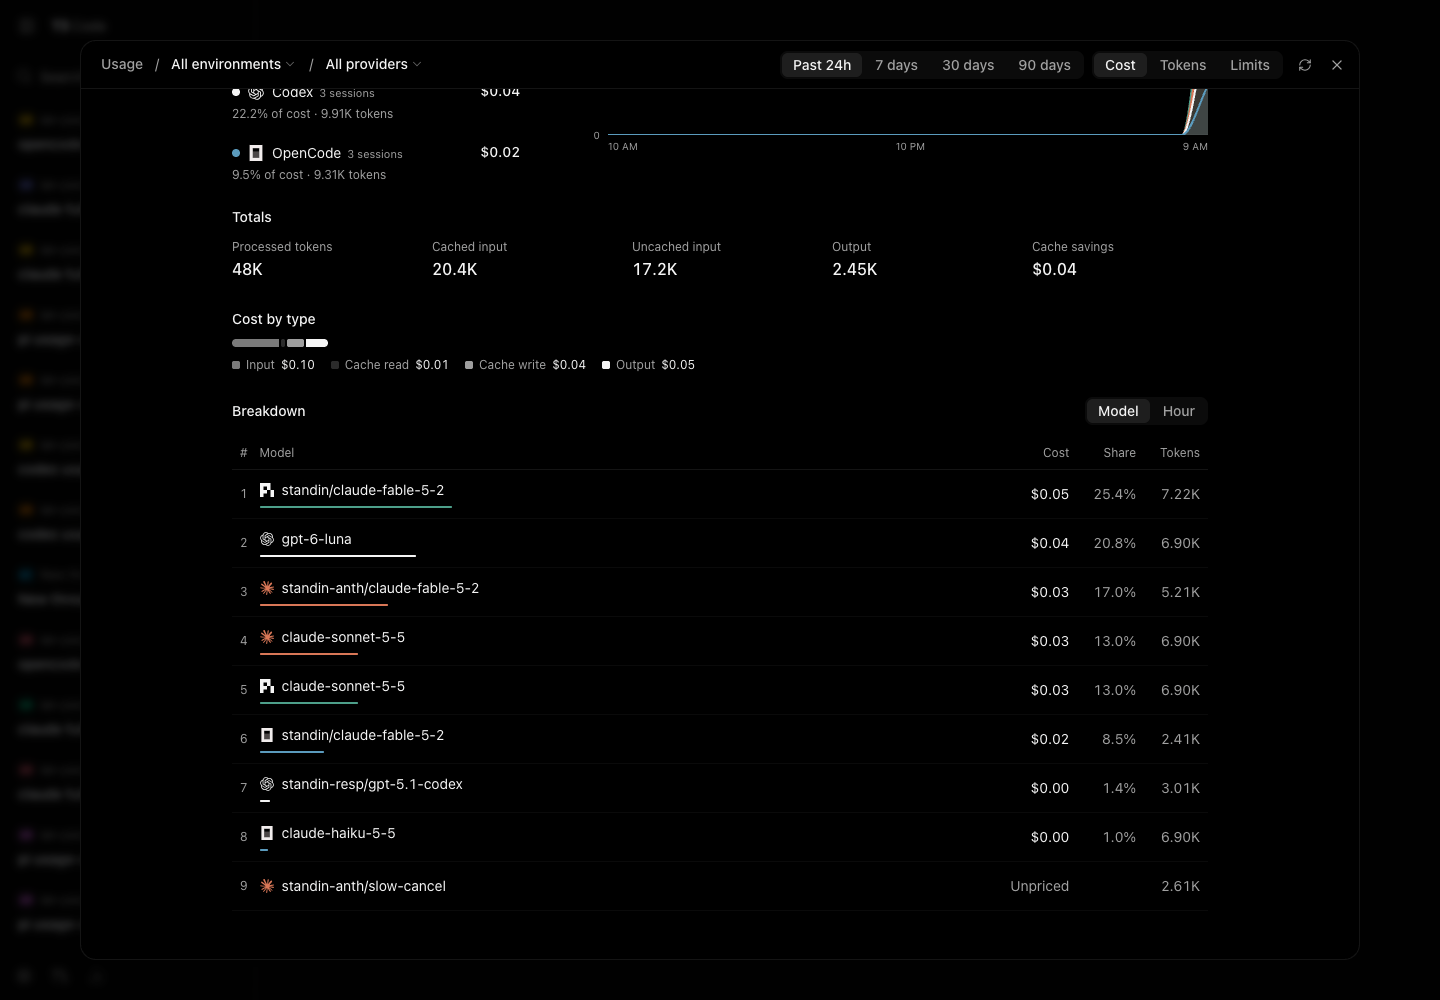 Usage / All environments / All providers
Past 24h 7 days 30 days 90 days Cost Tokens Limits
Codex 3 sessions $0.04
22.2% of cost · 9.91K tokens
OpenCode 3 sessions $0.02
9.5% of cost · 9.31K tokens
0
10 AM 10 PM 9 AM
Totals
Processed tokens Cached input Uncached input Output Cache savings
48K 20.4K 17.2K 2.45K $0.04
Cost by type
Input $0.10 Cache read $0.01 Cache write $0.04 Output $0.05
Breakdown Model Hour
# Model Cost Share Tokens
1 standin/claude-fable-5-2 $0.05 25.4% 7.22K
2 gpt-6-luna $0.04 20.8% 6.90K
3 standin-anth/claude-fable-5-2 $0.03 17.0% 5.21K
4 claude-sonnet-5-5 $0.03 13.0% 6.90K
5 claude-sonnet-5-5 $0.03 13.0% 6.90K
6 standin/claude-fable-5-2 $0.02 8.5% 2.41K
7 standin-resp/gpt-5.1-codex $0.00 1.4% 3.01K
8 claude-haiku-5-5 $0.00 1.0% 6.90K
9 standin-anth/slow-cancel Unpriced 2.61K